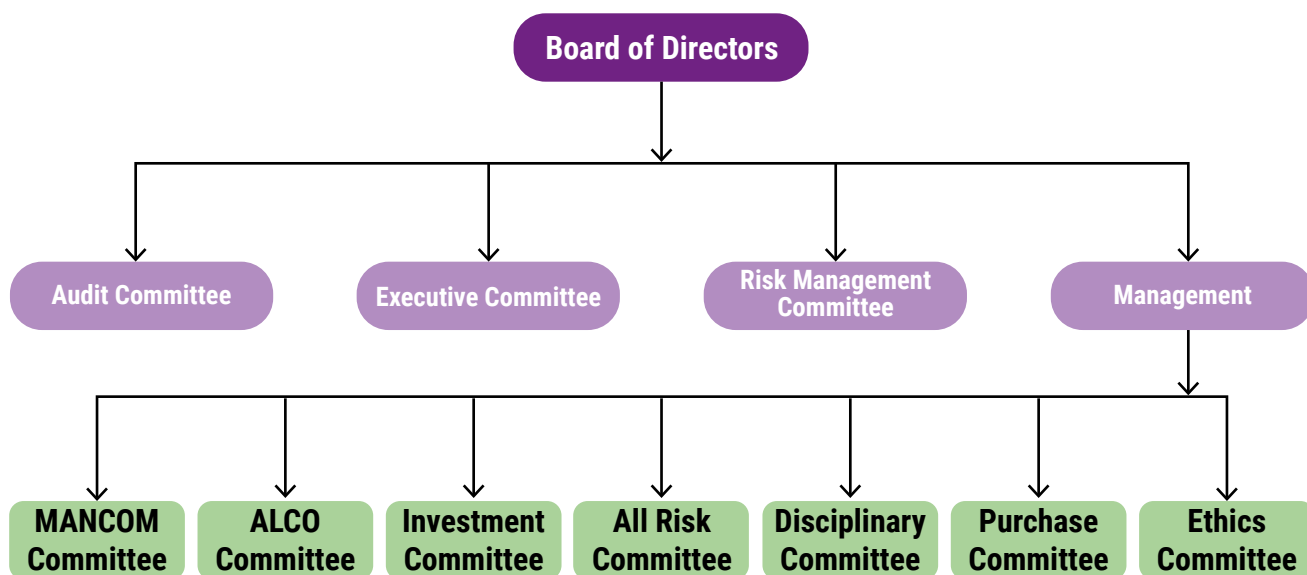 Board of Directors
Audit Committee
Executive Committee
Risk Management
Committee
Management
MANCOM
Committee
ALCO
Committee
Investment
Committee
All Risk
Committee
Disciplinary
Committee
Purchase
Committee
Ethics
Committee